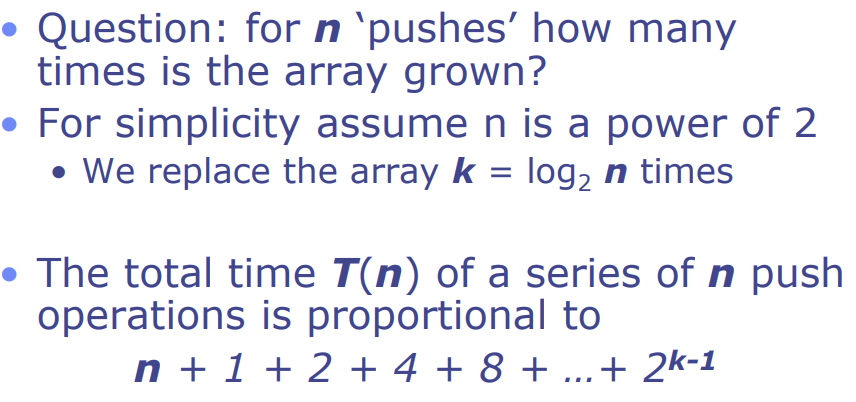 • Question: for n ‘pushes’ how many
times is the array grown?
• For simplicity assume n is a power of 2
• We replace the array k = log₂ n times
• The total time T(n) of a series of n push
operations is proportional to
n + 1 + 2 + 4 + 8 + …+ 2ᵏ⁻¹